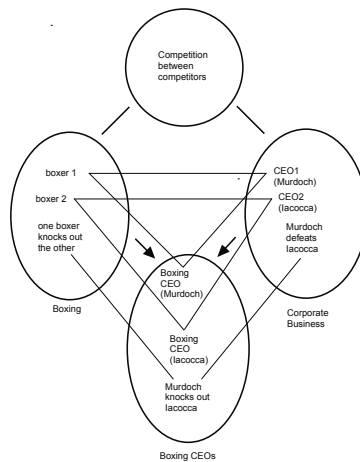 Competition
between
competitors
boxer 1
boxer 2
one boxer
knocks out
the other
Boxing
CEO1
(Murdoch)
CEO2
(Iacocca)
Murdoch
defeats
Iacocca
Corporate
Business
Boxing
CEO
(Murdoch)
Boxing
CEO
(Iacocca)
Murdoch
knocks out
Iacocca
Boxing CEOs